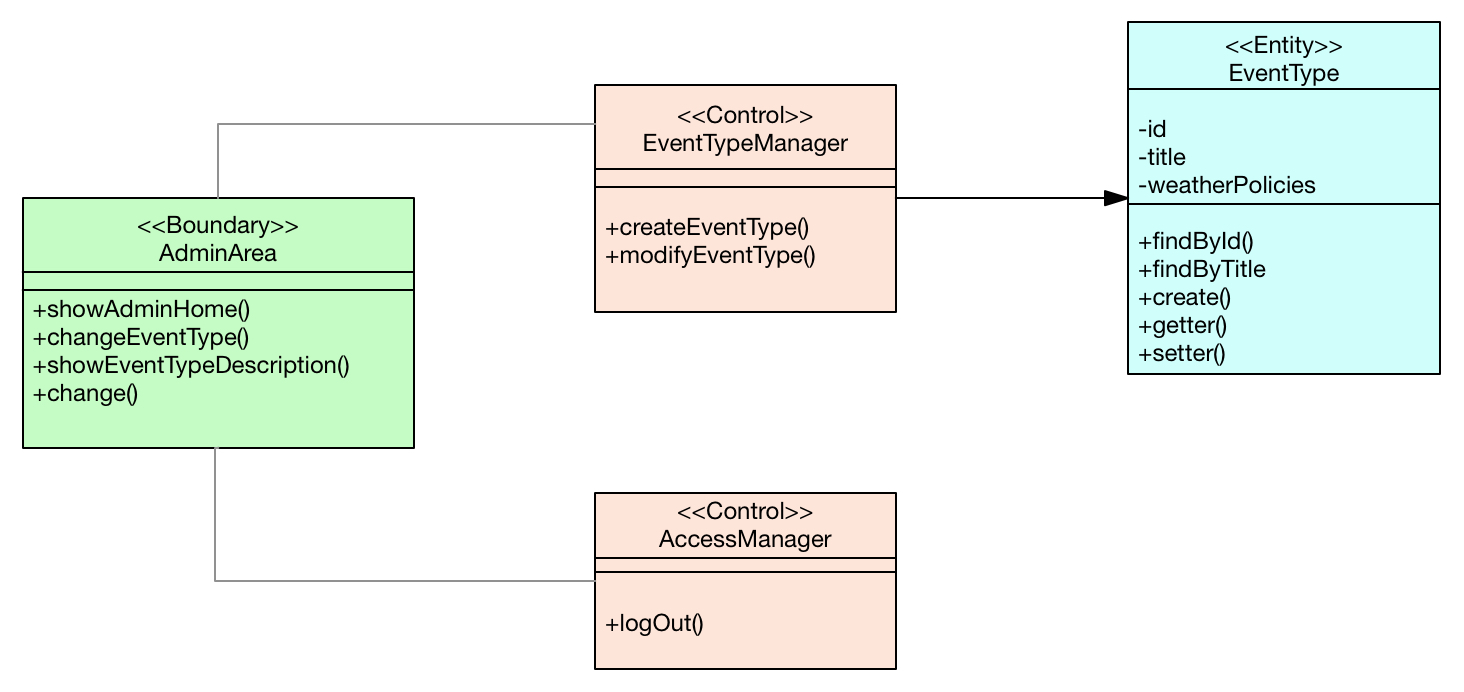 <<Entity>>
EventType
-id
-title
-weatherPolicies
+findById()
+findByTitle
+create()
+getter()
+setter()
<<Control>>
EventTypeManager
+createEventType()
+modifyEventType()
<<Boundary>>
AdminArea
+showAdminHome()
+changeEventType()
+showEventTypeDescription()
+change()
<<Control>>
AccessManager
+logOut()